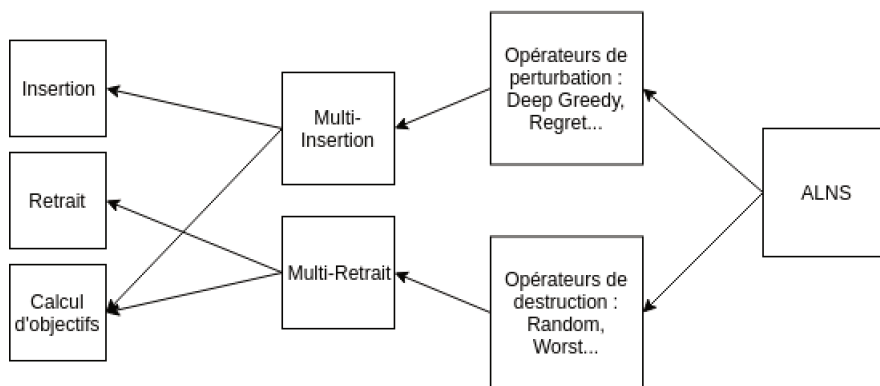 Insertion
Retrait
Calcul
d'objectifs
Multi-
Insertion
Multi-Retrait
Opérateurs de
perturbation :
Deep Greedy,
Regret...
Opérateurs de
destruction :
Random,
Worst...
ALNS